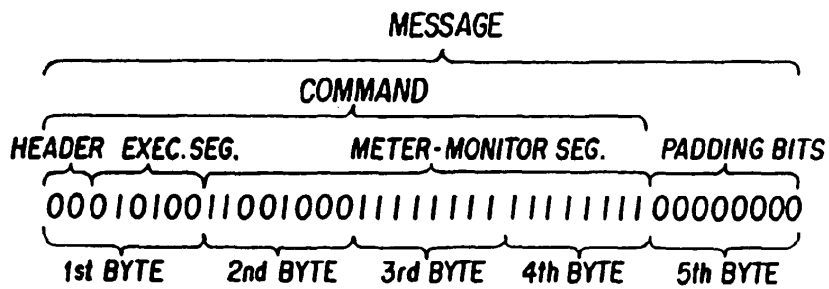 MESSAGE
COMMAND
HEADER EXEC. SEG. METER-MONITOR SEG. PADDING BITS
00001010011001000111111111111111100000000
1st BYTE 2nd BYTE 3rd BYTE 4th BYTE 5th BYTE